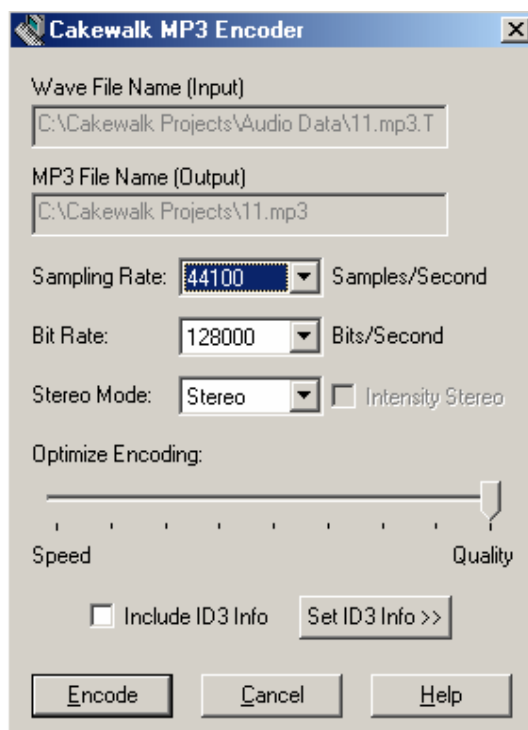 Cakewalk MP3 Encoder
Wave File Name (Input)
C:\Cakewalk Projects\Audio Data\11.mp3.T
MP3 File Name (Output)
C:\Cakewalk Projects\11.mp3
Sampling Rate: 44100 Samples/Second
Bit Rate: 128000 Bits/Second
Stereo Mode: Stereo Intensity Stereo
Optimize Encoding:
Speed Quality
Include ID3 Info Set ID3 Info >>
Encode Cancel Help